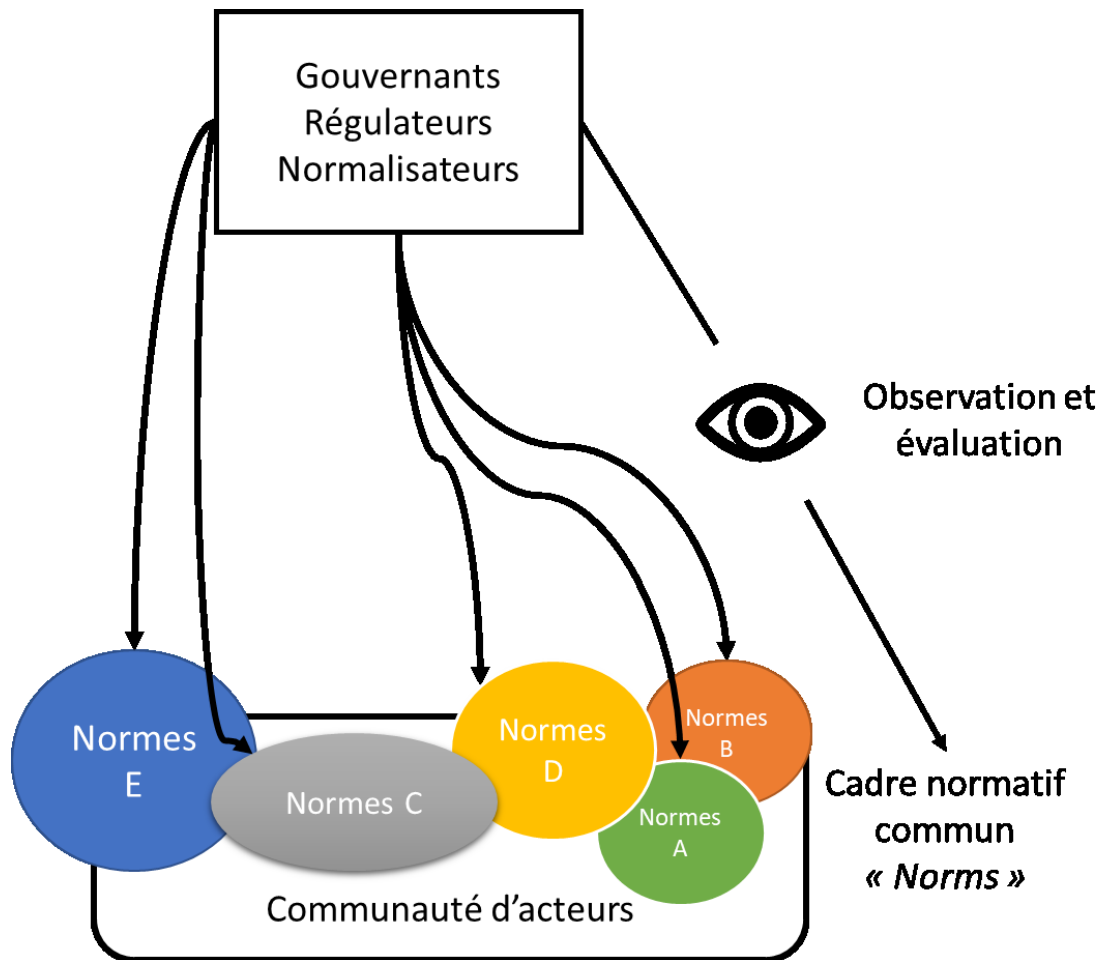 Gouvernants
Régulateurs
Normalisateurs
Observation et
évaluation
Normes
E
Normes C
Normes
D
Normes
B
Normes
A
Cadre normatif
commun
« Norms »
Communauté d’acteurs